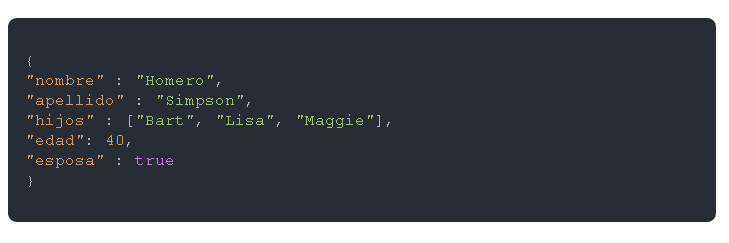 {
"nombre" : "Homero",
"apellido" : "Simpson",
"hijos" : ["Bart", "Lisa", "Maggie"],
"edad": 40,
"esposa" : true
}